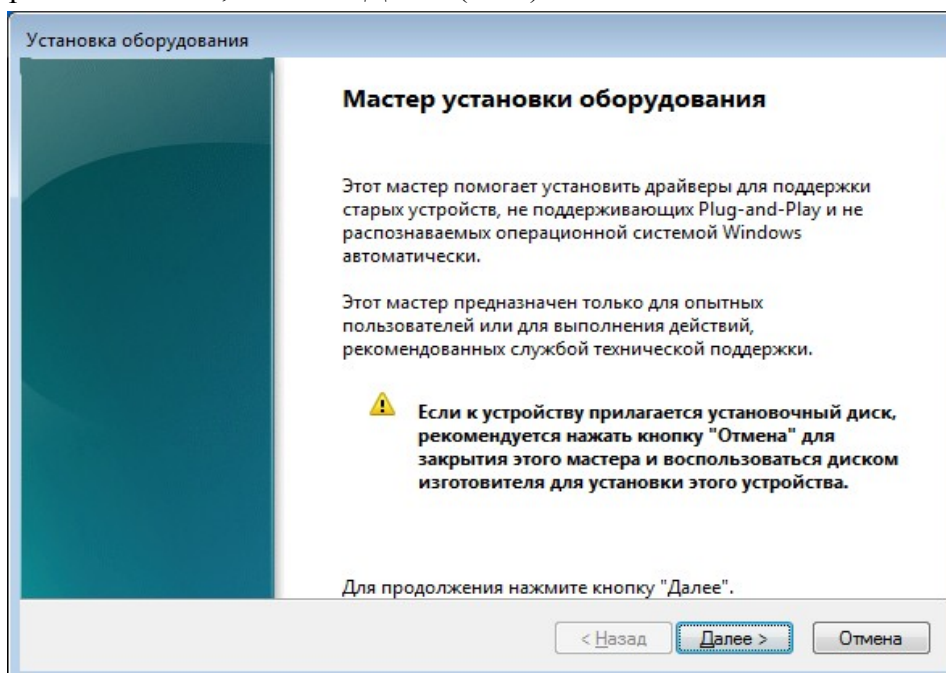 Установка оборудования
Мастер установки оборудования
Этот мастер помогает установить драйверы для поддержки
старых устройств, не поддерживающих Plug-and-Play и не
распознаваемых операционной системой Windows
автоматически.
Этот мастер предназначен только для опытных
пользователей или для выполнения действий,
рекомендованных службой технической поддержки.
Если к устройству прилагается установочный диск,
рекомендуется нажать кнопку "Отмена" для
закрытия этого мастера и воспользоваться диском
изготовителя для установки этого устройства.
Для продолжения нажмите кнопку "Далее".
< Назад Далее > Отмена